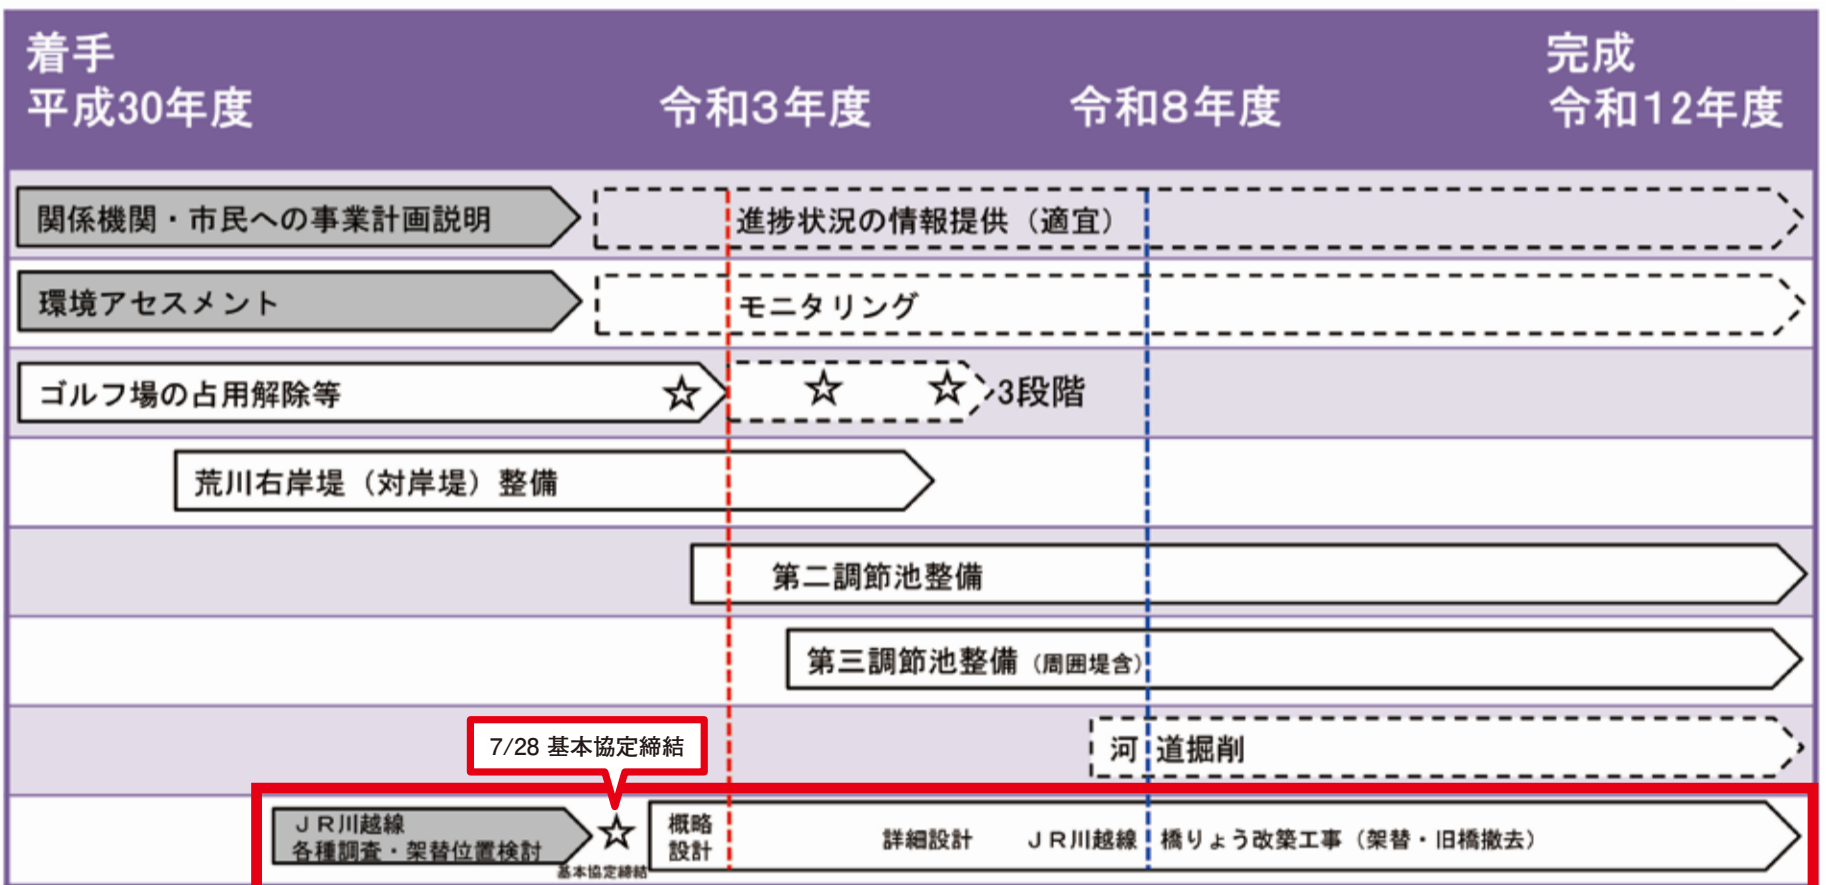 着手
平成30年度
令和3年度
令和8年度
完成
令和12年度
関係機関・市民への事業計画説明
進捗状況の情報提供（適宜）
環境アセスメント
モニタリング
ゴルフ場の占用解除等
☆
☆
☆
3段階
荒川右岸堤（対岸堤）整備
第二調節池整備
第三調節池整備（周囲堤含）
7/28 基本協定締結
河道掘削
ＪＲ川越線
各種調査・架替位置検討
☆
基本協定締結
概略
設計
詳細設計
ＪＲ川越線 橋りょう改築工事（架替・旧橋撤去）